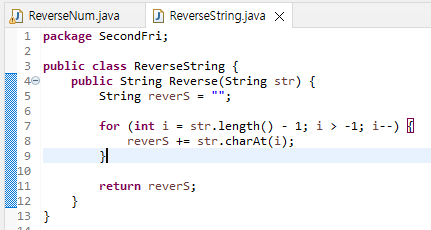 ReverseNum.java ReverseString.java
1 package SecondFri;
2
3 public class ReverseString {
4 public String Reverse(String str) {
5 String reverS = "";
6
7 for (int i = str.length() - 1; i > -1; i--) {
8 reverS += str.charAt(i);
9 }
10
11 return reverS;
12 }
13 }